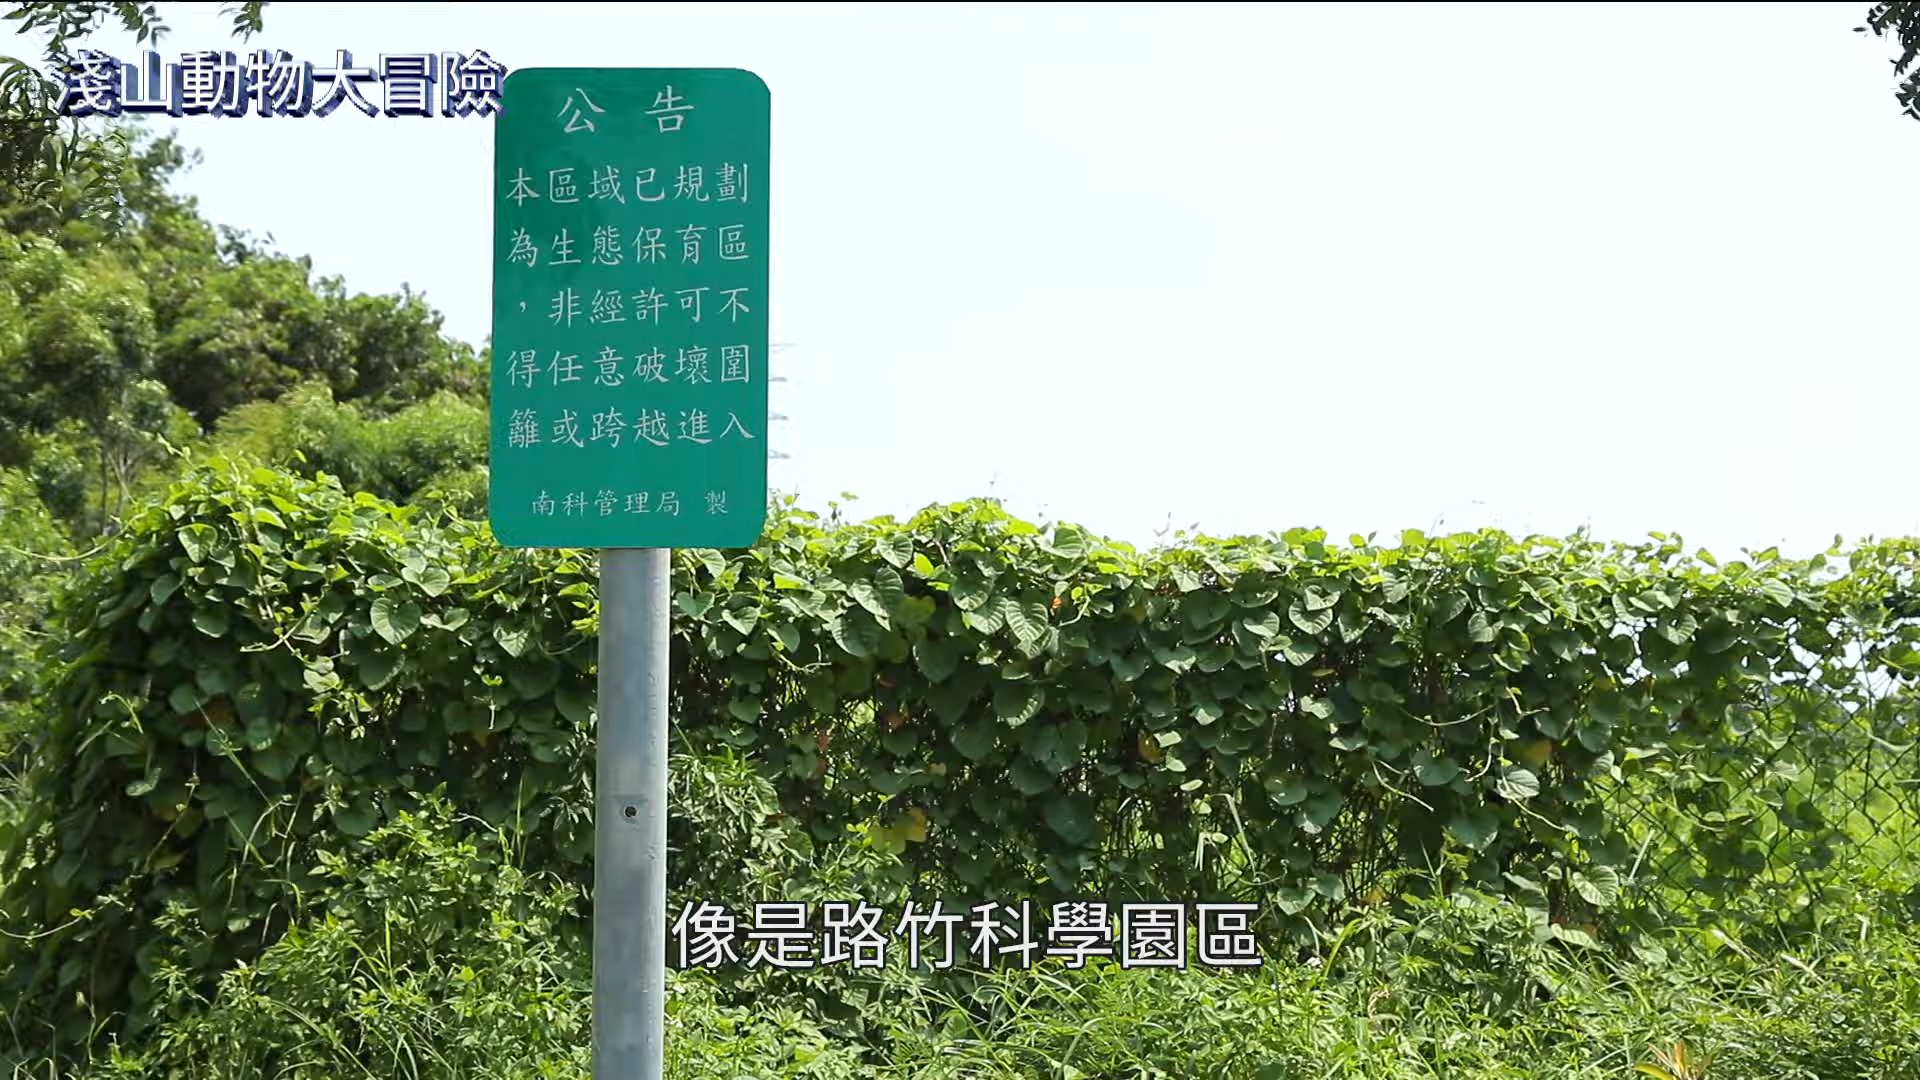 淺山動物大冒險
公告
本區域已規劃
為生態保育區
，非經許可不
得任意破壞圍
籬或跨越進入
南科管理局 製
像是路竹科學園區